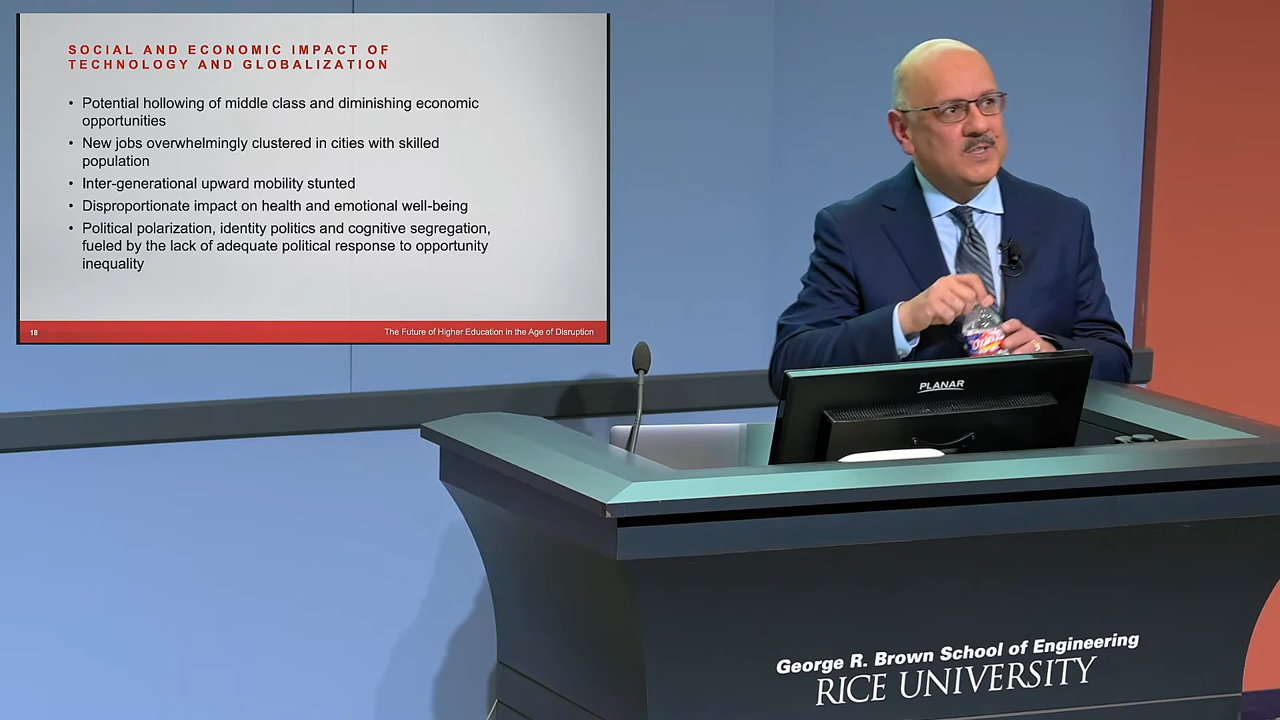 SOCIAL AND ECONOMIC IMPACT OF
TECHNOLOGY AND GLOBALIZATION
• Potential hollowing of middle class and diminishing economic
opportunities
• New jobs overwhelmingly clustered in cities with skilled
population
• Inter-generational upward mobility stunted
• Disproportionate impact on health and emotional well-being
• Political polarization, identity politics and cognitive segregation,
fueled by the lack of adequate political response to opportunity
inequality
18
The Future of Higher Education in the Age of Disruption
PLANAR
George R. Brown School of Engineering
RICE UNIVERSITY